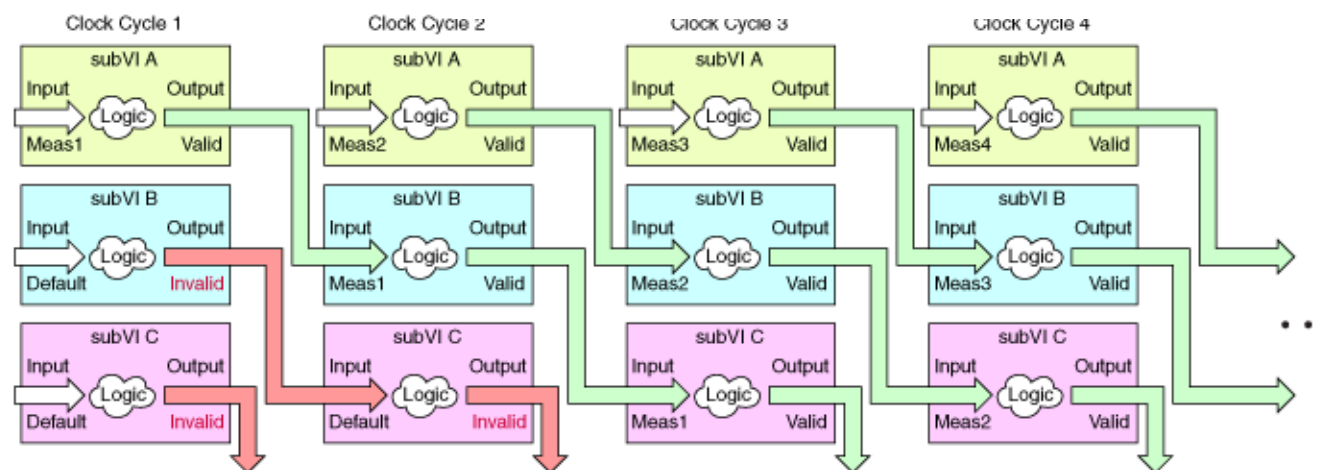 Clock Cycle 1
Clock Cycle 2
Clock Cycle 3
Clock Cycle 4
subVI A
Input
Output
Logic
Meas1
Valid
subVI A
Input
Output
Logic
Meas2
Valid
subVI A
Input
Output
Logic
Meas3
Valid
subVI A
Input
Output
Logic
Meas4
Valid
subVI B
Input
Output
Logic
Default
Invalid
subVI B
Input
Output
Logic
Meas1
Valid
subVI B
Input
Output
Logic
Meas2
Valid
subVI B
Input
Output
Logic
Meas3
Valid
subVI C
Input
Output
Logic
Default
Invalid
subVI C
Input
Output
Logic
Default
Invalid
subVI C
Input
Output
Logic
Meas1
Valid
subVI C
Input
Output
Logic
Meas2
Valid